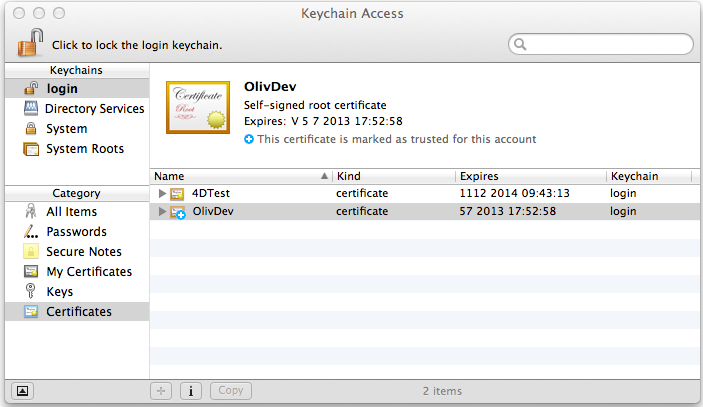 Keychain Access
Click to lock the login keychain.
Keychains
login
Directory Services
System
System Roots
Category
All Items
Passwords
Secure Notes
My Certificates
Keys
Certificates
Certificate
Root
OlivDev
Self-signed root certificate
Expires: V 5 7 2013 17:52:58
This certificate is marked as trusted for this account
Name Kind Expires Keychain
4DTest certificate 1112 2014 09:43:13 login
OlivDev certificate 57 2013 17:52:58 login
Copy
2 items